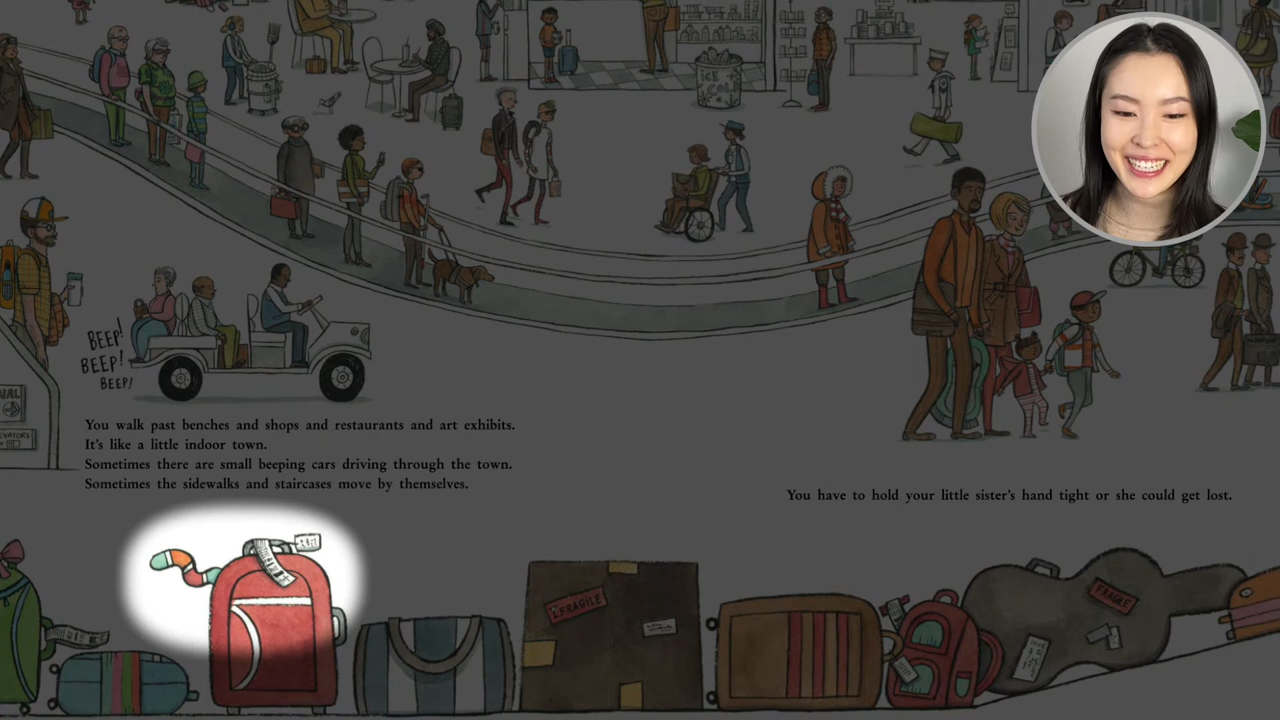 ICE
COLD
BEEP!
BEEP!
BEEP!
You walk past benches and shops and restaurants and art exhibits.
It's like a little indoor town.
Sometimes there are small beeping cars driving through the town.
Sometimes the sidewalks and staircases move by themselves.
You have to hold your little sister's hand tight or she could get lost.
FRAGILE
FRAGILE